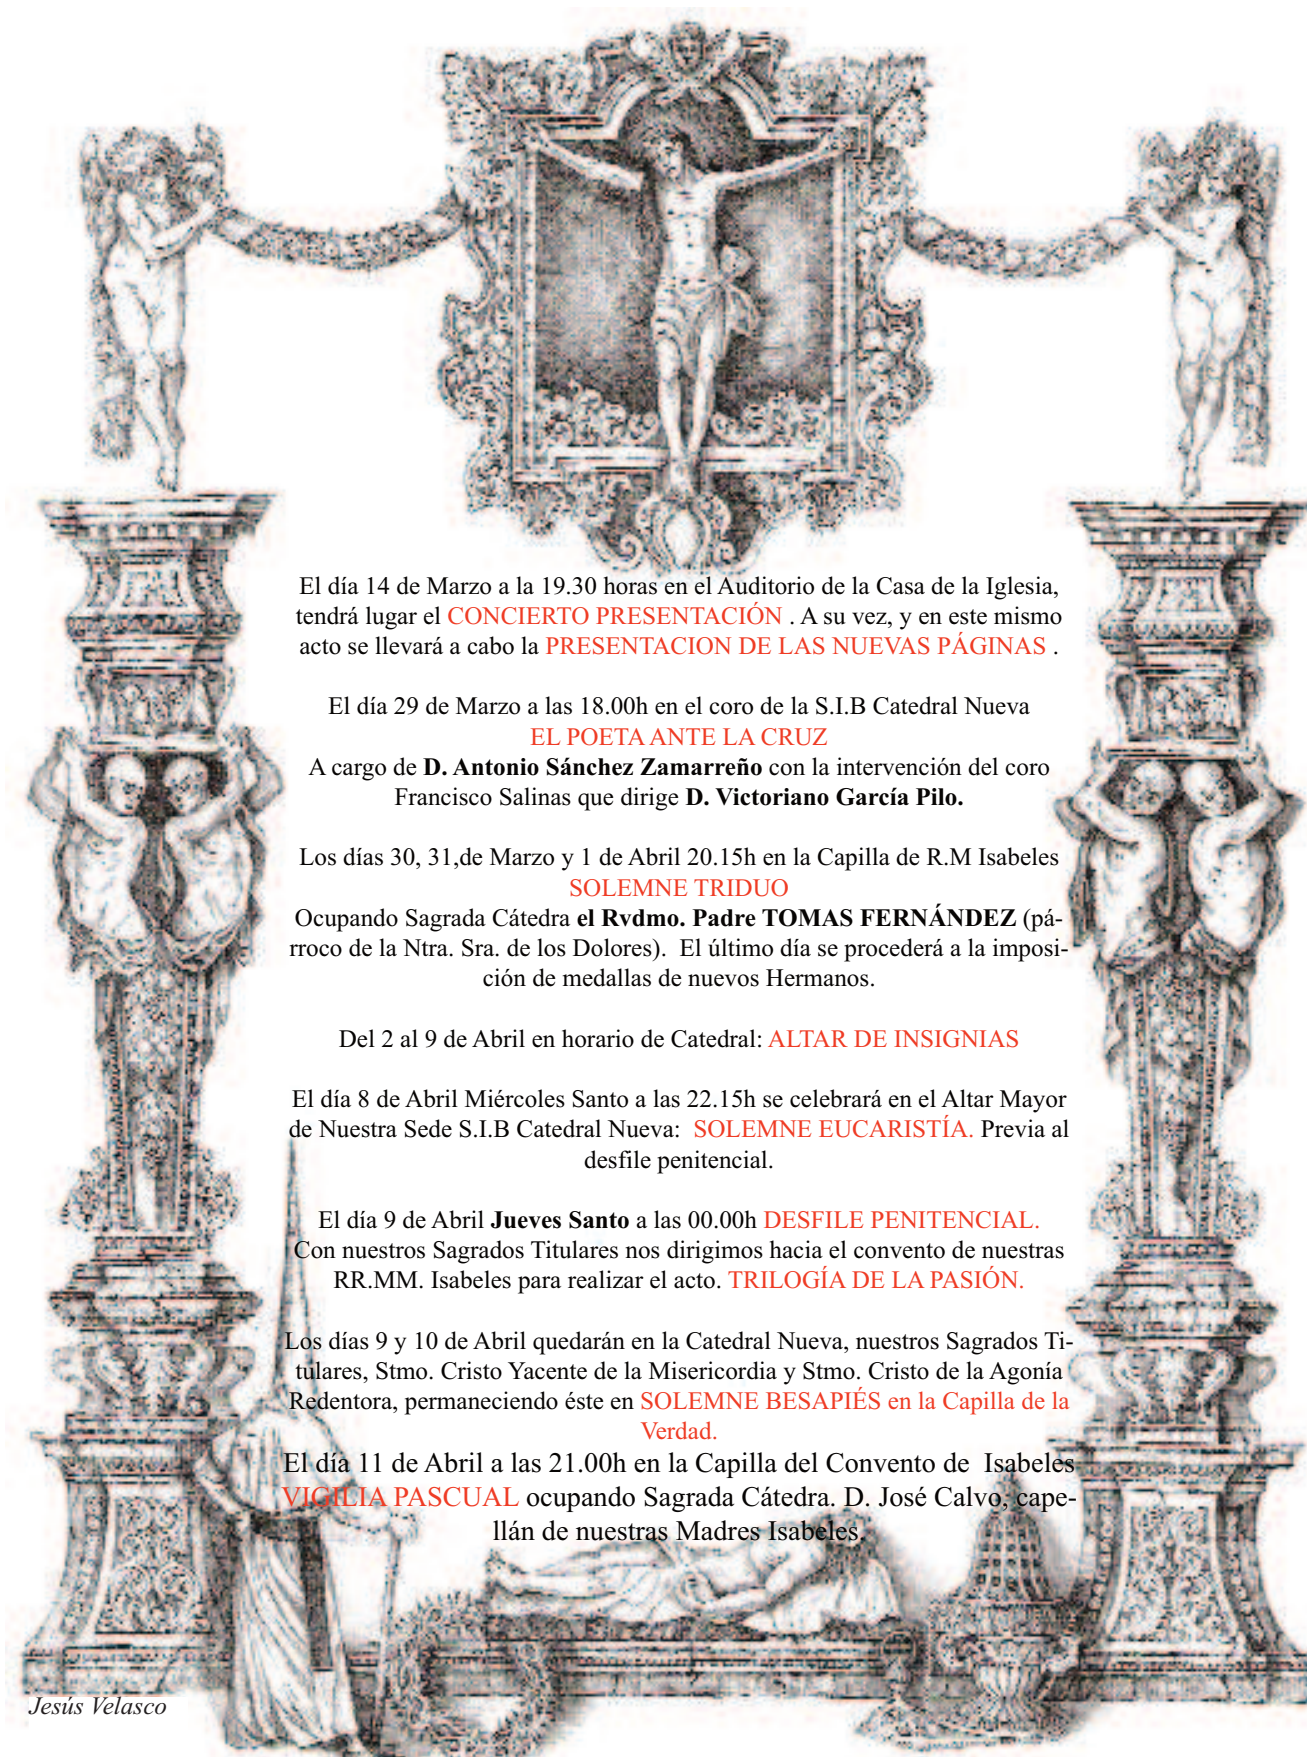 El día 14 de Marzo a la 19.30 horas en el Auditorio de la Casa de la Iglesia,
tendrá lugar el CONCIERTO PRESENTACIÓN . A su vez, y en este mismo
acto se llevará a cabo la PRESENTACION DE LAS NUEVAS PÁGINAS .
El día 29 de Marzo a las 18.00h en el coro de la S.I.B Catedral Nueva
EL POETA ANTE LA CRUZ
A cargo de D. Antonio Sánchez Zamarreño con la intervención del coro
Francisco Salinas que dirige D. Victoriano García Pilo.
Los días 30, 31,de Marzo y 1 de Abril 20.15h en la Capilla de R.M Isabeles
SOLEMNE TRIDUO
Ocupando Sagrada Cátedra el Rvdmo. Padre TOMAS FERNÁNDEZ (pá-
rroco de la Ntra. Sra. de los Dolores). El último día se procederá a la imposi-
ción de medallas de nuevos Hermanos.
Del 2 al 9 de Abril en horario de Catedral: ALTAR DE INSIGNIAS
El día 8 de Abril Miércoles Santo a las 22.15h se celebrará en el Altar Mayor
de Nuestra Sede S.I.B Catedral Nueva: SOLEMNE EUCARISTÍA. Previa al
desfile penitencial.
El día 9 de Abril Jueves Santo a las 00.00h DESFILE PENITENCIAL.
Con nuestros Sagrados Titulares nos dirigimos hacia el convento de nuestras
RR.MM. Isabeles para realizar el acto. TRILOGÍA DE LA PASIÓN.
Los días 9 y 10 de Abril quedarán en la Catedral Nueva, nuestros Sagrados Ti-
tulares, Stmo. Cristo Yacente de la Misericordia y Stmo. Cristo de la Agonía
Redentora, permaneciendo éste en SOLEMNE BESAPIÉS en la Capilla de la
Verdad.
El día 11 de Abril a las 21.00h en la Capilla del Convento de Isabeles
VIGILIA PASCUAL ocupando Sagrada Cátedra. D. José Calvo, cape-
llán de nuestras Madres Isabeles.
Jesús Velasco